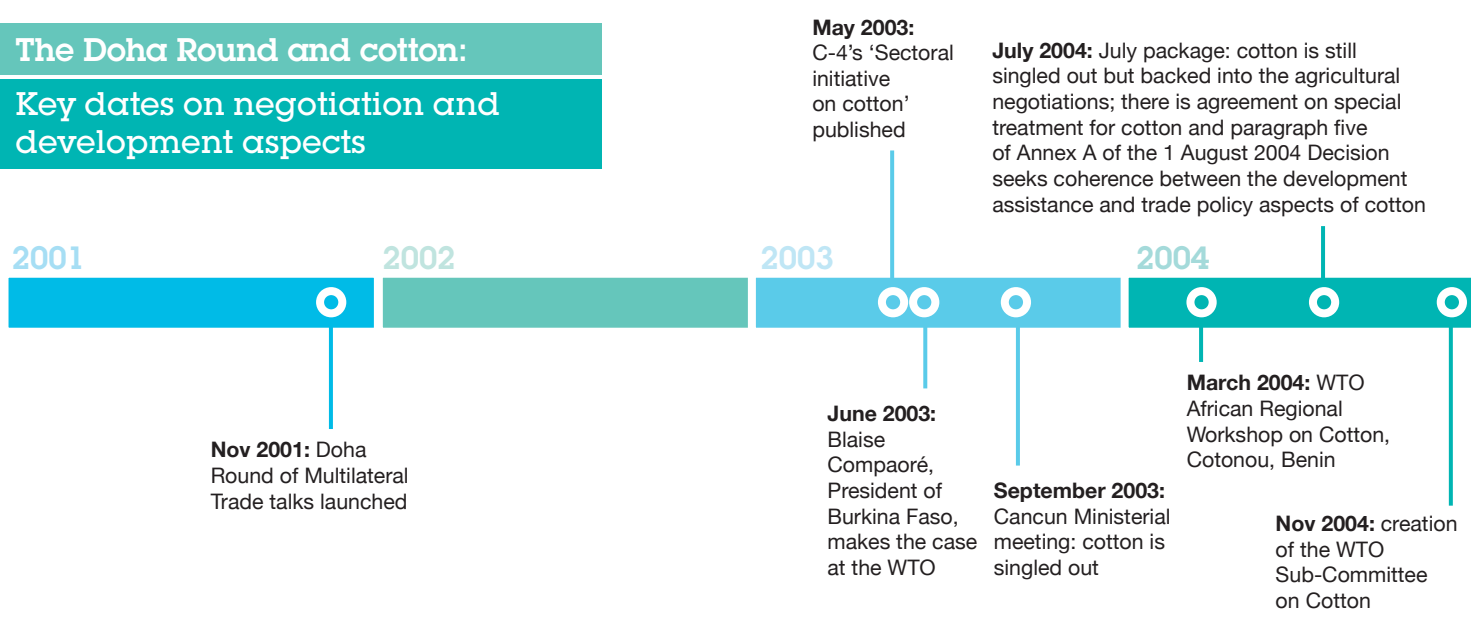 The Doha Round and cotton:
Key dates on negotiation and
development aspects
2001
Nov 2001: Doha
Round of Multilateral
Trade talks launched
2002
2003
May 2003:
C-4's 'Sectoral
initiative
on cotton'
published
June 2003:
Blaise
Compaoré,
President of
Burkina Faso,
makes the case
at the WTO
September 2003:
Cancun Ministerial
meeting: cotton is
singled out
2004
March 2004: WTO
African Regional
Workshop on Cotton,
Cotonou, Benin
July 2004: July package: cotton is still
singled out but backed into the agricultural
negotiations; there is agreement on special
treatment for cotton and paragraph five
of Annex A of the 1 August 2004 Decision
seeks coherence between the development
assistance and trade policy aspects of cotton
Nov 2004: creation
of the WTO
Sub-Committee
on Cotton